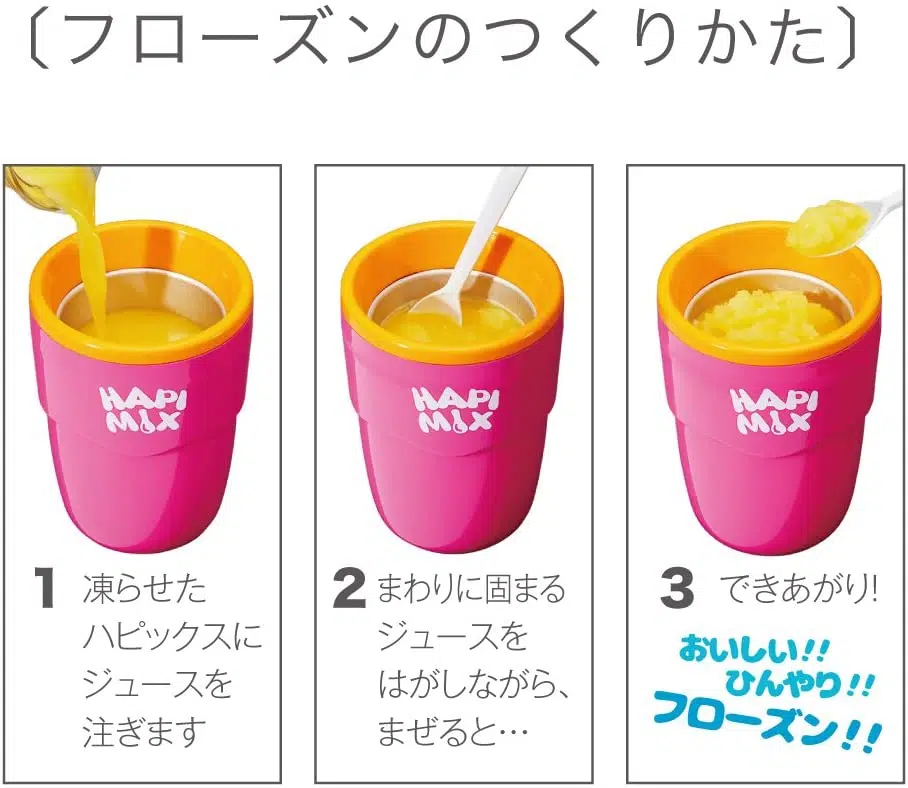 〔フローズンのつくりかた〕
HAPI
MIX
1 凍らせた
ハピックスに
ジュースを
注ぎます
HAPI
MIX
2 まわりに固まる
ジュースを
はがしながら、
まぜると…
HAPI
MIX
3 できあがり!
おいしい!!
ひんやり!!
フローズン!!